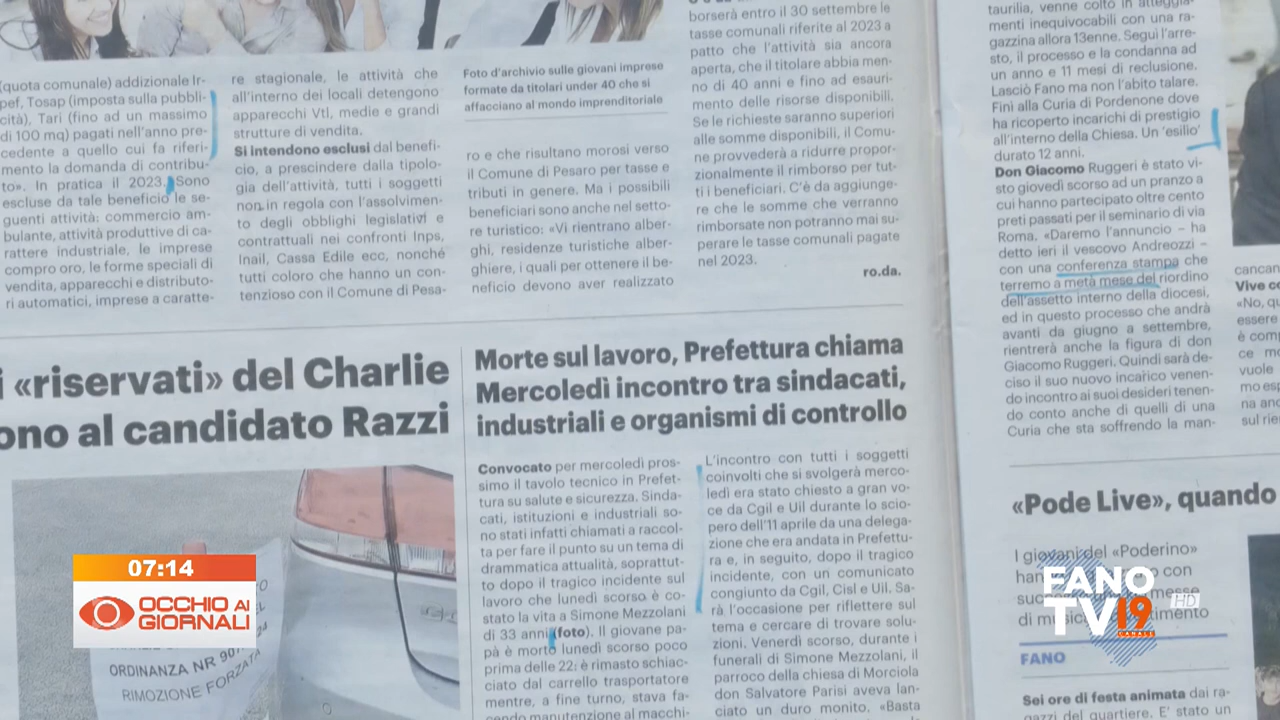 (quota comunale) addizionale Ir-
pef, Tosap (imposta sulla pubbli-
cità), Tari (fino ad un massimo
di 100 mq) pagati nell'anno pre-
cedente a quello cui fa riferi-
mento la domanda di contribu-
to». In pratica il 2023. Sono
escluse da tale beneficio le se-
guenti attività: commercio am-
bulante, attività produttive di ca-
rattere industriale, le imprese
compro oro, le forme speciali di
vendita, apparecchi e distributo-
ri automatici, imprese a caratte-
re stagionale, le attività che
all'interno dei locali detengono
apparecchi Vtl, medie e grandi
strutture di vendita.
Si intendono esclusi dal benefi-
cio, a prescindere dalla tipolo-
gia dell'attività, tutti i soggetti
non in regola con l'assolvimen-
to degli obblighi legislativi e
contrattuali nei confronti Inps,
Inail, Cassa Edile ecc, nonché
tutti coloro che hanno un con-
tenzioso con il Comune di Pesa-
Foto d'archivio sulle giovani imprese
formate da titolari under 40 che si
affacciano al mondo imprenditoriale
ro e che risultano morosi verso
il Comune di Pesaro per tasse e
tributi in genere. Ma i possibili
beneficiari sono anche nel setto-
re turistico: «Vi rientrano alber-
ghi, residenze turistiche alber-
ghiere, i quali per ottenere il be-
neficio devono aver realizzato
borserà entro il 30 settembre le
tasse comunali riferite al 2023 a
patto che l'attività sia ancora
aperta, che il titolare abbia men-
no di 40 anni e fino ad esauri-
mento delle risorse disponibili.
Se le richieste saranno superiori
alle somme disponibili, il Comu-
ne provvederà a ridurre propor-
zionalmente il rimborso per tut-
ti i beneficiari. C'è da aggiunge-
re che le somme che verranno
rimborsate non potranno mai su-
perare le tasse comunali pagate
nel 2023.
ro.da.
i «riservati» del Charlie
ono al candidato Razzi
ORDINANZA NR 901
RIMOZIONE FORZATA
Morte sul lavoro, Prefettura chiama
Mercoledì incontro tra sindacati,
industriali e organismi di controllo
Convocato per mercoledì pros-
simo il tavolo tecnico in Prefet-
tura su salute e sicurezza. Sinda-
cati, istituzioni e industriali so-
no stati infatti chiamati a raccol-
ta per fare il punto su un tema di
drammatica attualità, soprattut-
to dopo il tragico incidente sul
lavoro che lunedì scorso è co-
stato la vita a Simone Mezzolani
di 33 anni (foto). Il giovane pa-
pà è morto lunedì scorso poco
prima delle 22: è rimasto schiac-
ciato dal carrello trasportatore
mentre, a fine turno, stava fa-
cendo manutenzione al macchi-
L'incontro con tutti i soggetti
coinvolti che si svolgerà merco-
ledì era stato chiesto a gran vo-
ce da Cgil e Uil durante lo scio-
pero dell'11 aprile da una delega-
zione che era andata in Prefettu-
ra e, in seguito, dopo il tragico
incidente, con un comunicato
congiunto da Cgil, Cisl e Uil. Sa-
rà l'occasione per riflettere sul
tema e cercare di trovare solu-
zioni. Venerdì scorso, durante i
funerali di Simone Mezzolani, il
parroco della chiesa di Morciola
don Salvatore Parisi aveva lan-
ciato un duro monito. «Basta
taurilia, venne colto in atteggia-
menti inequivocabili con una ra-
gazzina allora 13enne. Seguì l'arre-
sto, il processo e la condanna ad
un anno e 11 mesi di reclusione.
Lasciò Fano ma non l'abito talare.
Finì alla Curia di Pordenone dove
ha ricoperto incarichi di prestigio
all'interno della Chiesa. Un 'esilio'
durato 12 anni.
Don Giacomo Ruggeri è stato vi-
sto giovedì scorso ad un pranzo a
cui hanno partecipato oltre cento
preti passati per il seminario di via
Roma. «Daremo l'annuncio – ha
detto ieri il vescovo Andreozzi –
con una conferenza stampa che
terremo a metà mese del riordino
dell'assetto interno della diocesi,
ed in questo processo che andrà
avanti da giugno a settembre,
rientrerà anche la figura di don
Giacomo Ruggeri. Quindi sarà de-
ciso il suo nuovo incarico venen-
do incontro ai suoi desideri tenen-
do conto anche di quelli di una
Curia che sta soffrendo la man-
cancan
Vive co
«No, qu
essere
è comp
ce m
vuole
mo esp
na anc
sul rie
«Pode Live», quando
I giovani del «Poderino»
con
di
FANO
Sei ore di festa animata dai ra-
gazzi del quartiere. E' stato un
07:14
OCCHIO AI
GIORNALI
FANO
TV19
CANALE
HD